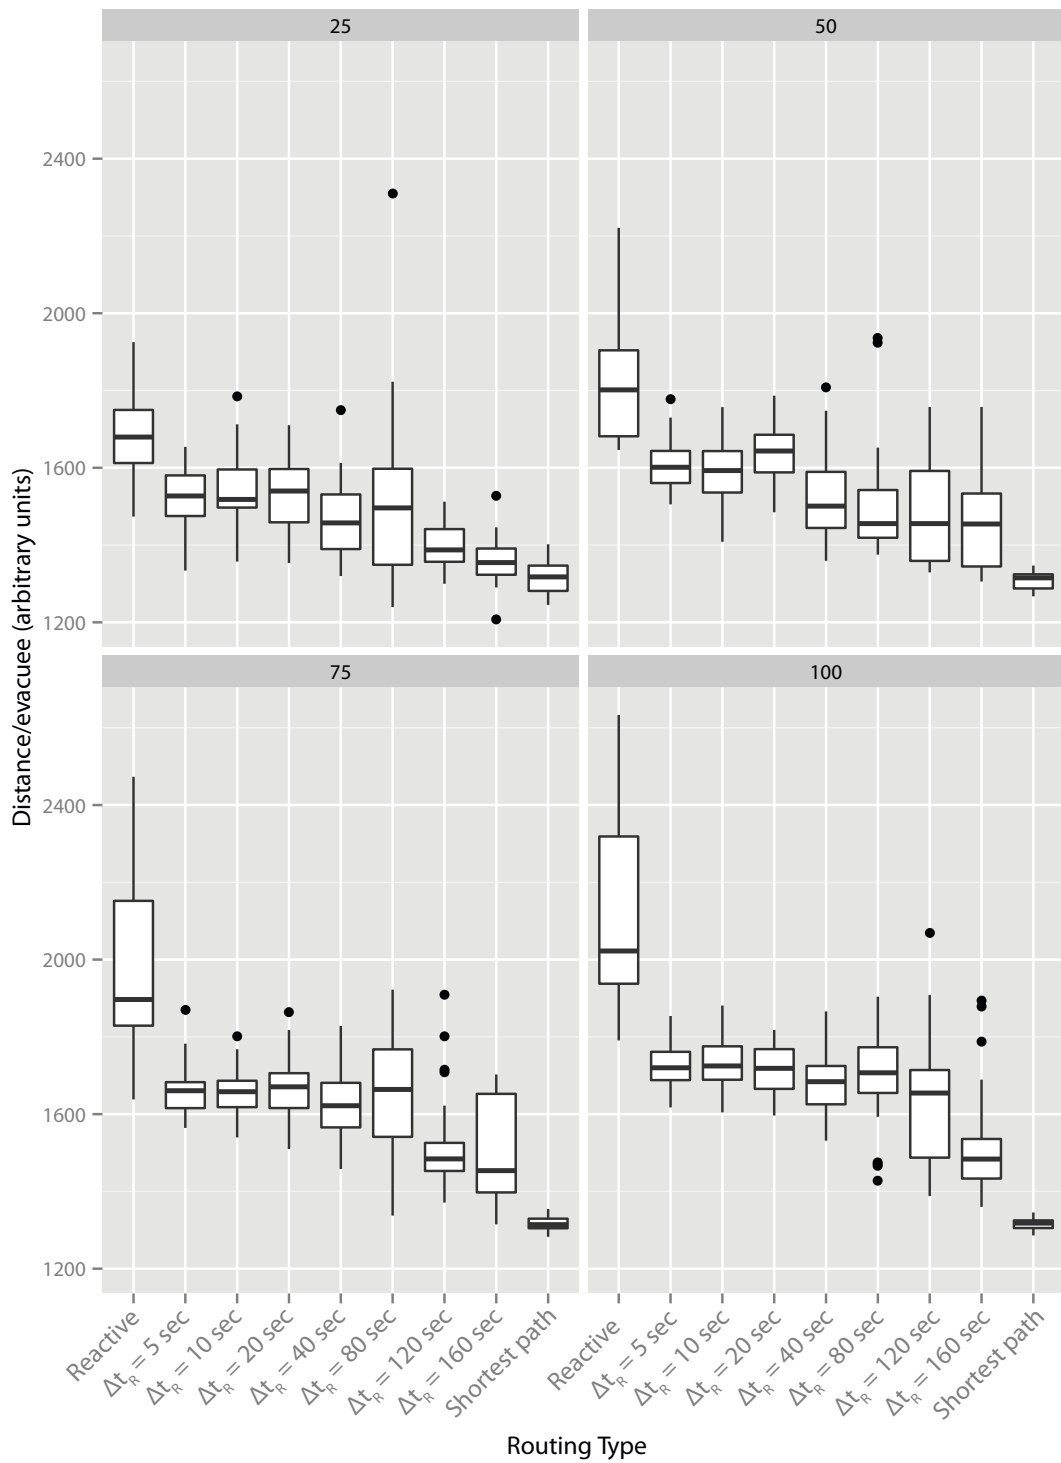 25
50
2400
2000
1600
1200
75
100
2400
2000
1600
1200
Distance/evacuee (arbitrary units)
Reactive
Δt_R = 5 sec
Δt_R = 10 sec
Δt_R = 20 sec
Δt_R = 40 sec
Δt_R = 80 sec
Δt_R = 120 sec
Δt_R = 160 sec
Shortest path
Reactive
Δt_R = 5 sec
Δt_R = 10 sec
Δt_R = 20 sec
Δt_R = 40 sec
Δt_R = 80 sec
Δt_R = 120 sec
Δt_R = 160 sec
Shortest path
Routing Type